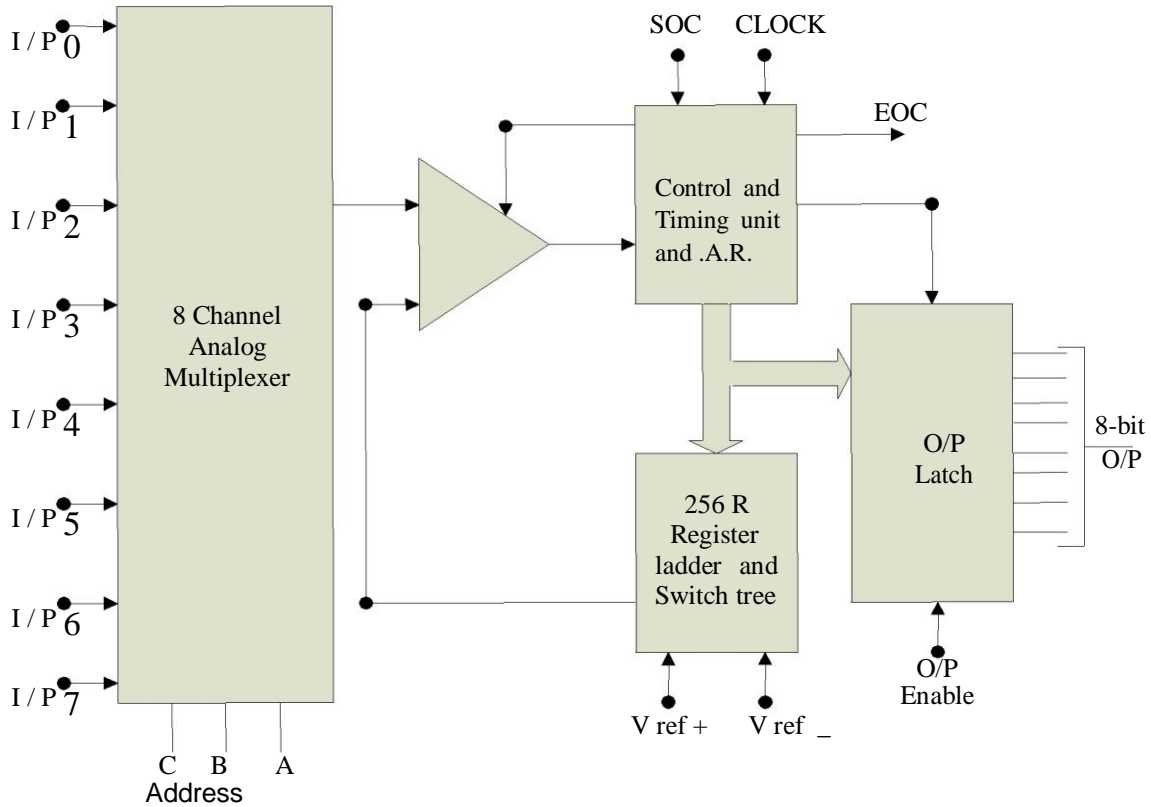 SOC CLOCK
I / P0
I / P1
I / P2
I / P3
I / P4
I / P5
I / P6
I / P7
8 Channel
Analog
Multiplexer
C B A
Address
EOC
Control and
Timing unit
and .A.R.
256 R
Register
ladder and
Switch tree
V ref +
V ref _
O/P
Latch
8-bit
O/P
O/P
Enable